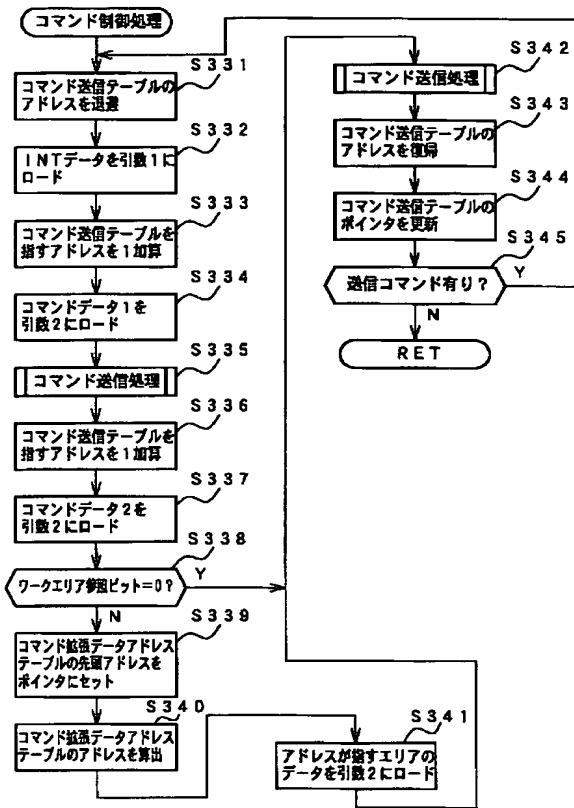 コマンド制御処理
S331
コマンド送信テーブルの
アドレスを退避
S332
INTデータを引数1に
ロード
S333
コマンド送信テーブルを
指すアドレスを1加算
S334
コマンドデータ1を
引数2にロード
S335
コマンド送信処理
S336
コマンド送信テーブルを
指すアドレスを1加算
S337
コマンドデータ2を
引数2にロード
S338
ワークエリア参照ビット=0?
Y
N
S339
コマンド拡張データアドレス
テーブルの先頭アドレスを
ポインタにセット
S340
コマンド拡張データアドレス
テーブルのアドレスを算出
S341
アドレスが指すエリアの
データを引数2にロード
S342
コマンド送信処理
S343
コマンド送信テーブルの
アドレスを復帰
S344
コマンド送信テーブルの
ポインタを更新
S345
送信コマンド有り?
Y
N
RET